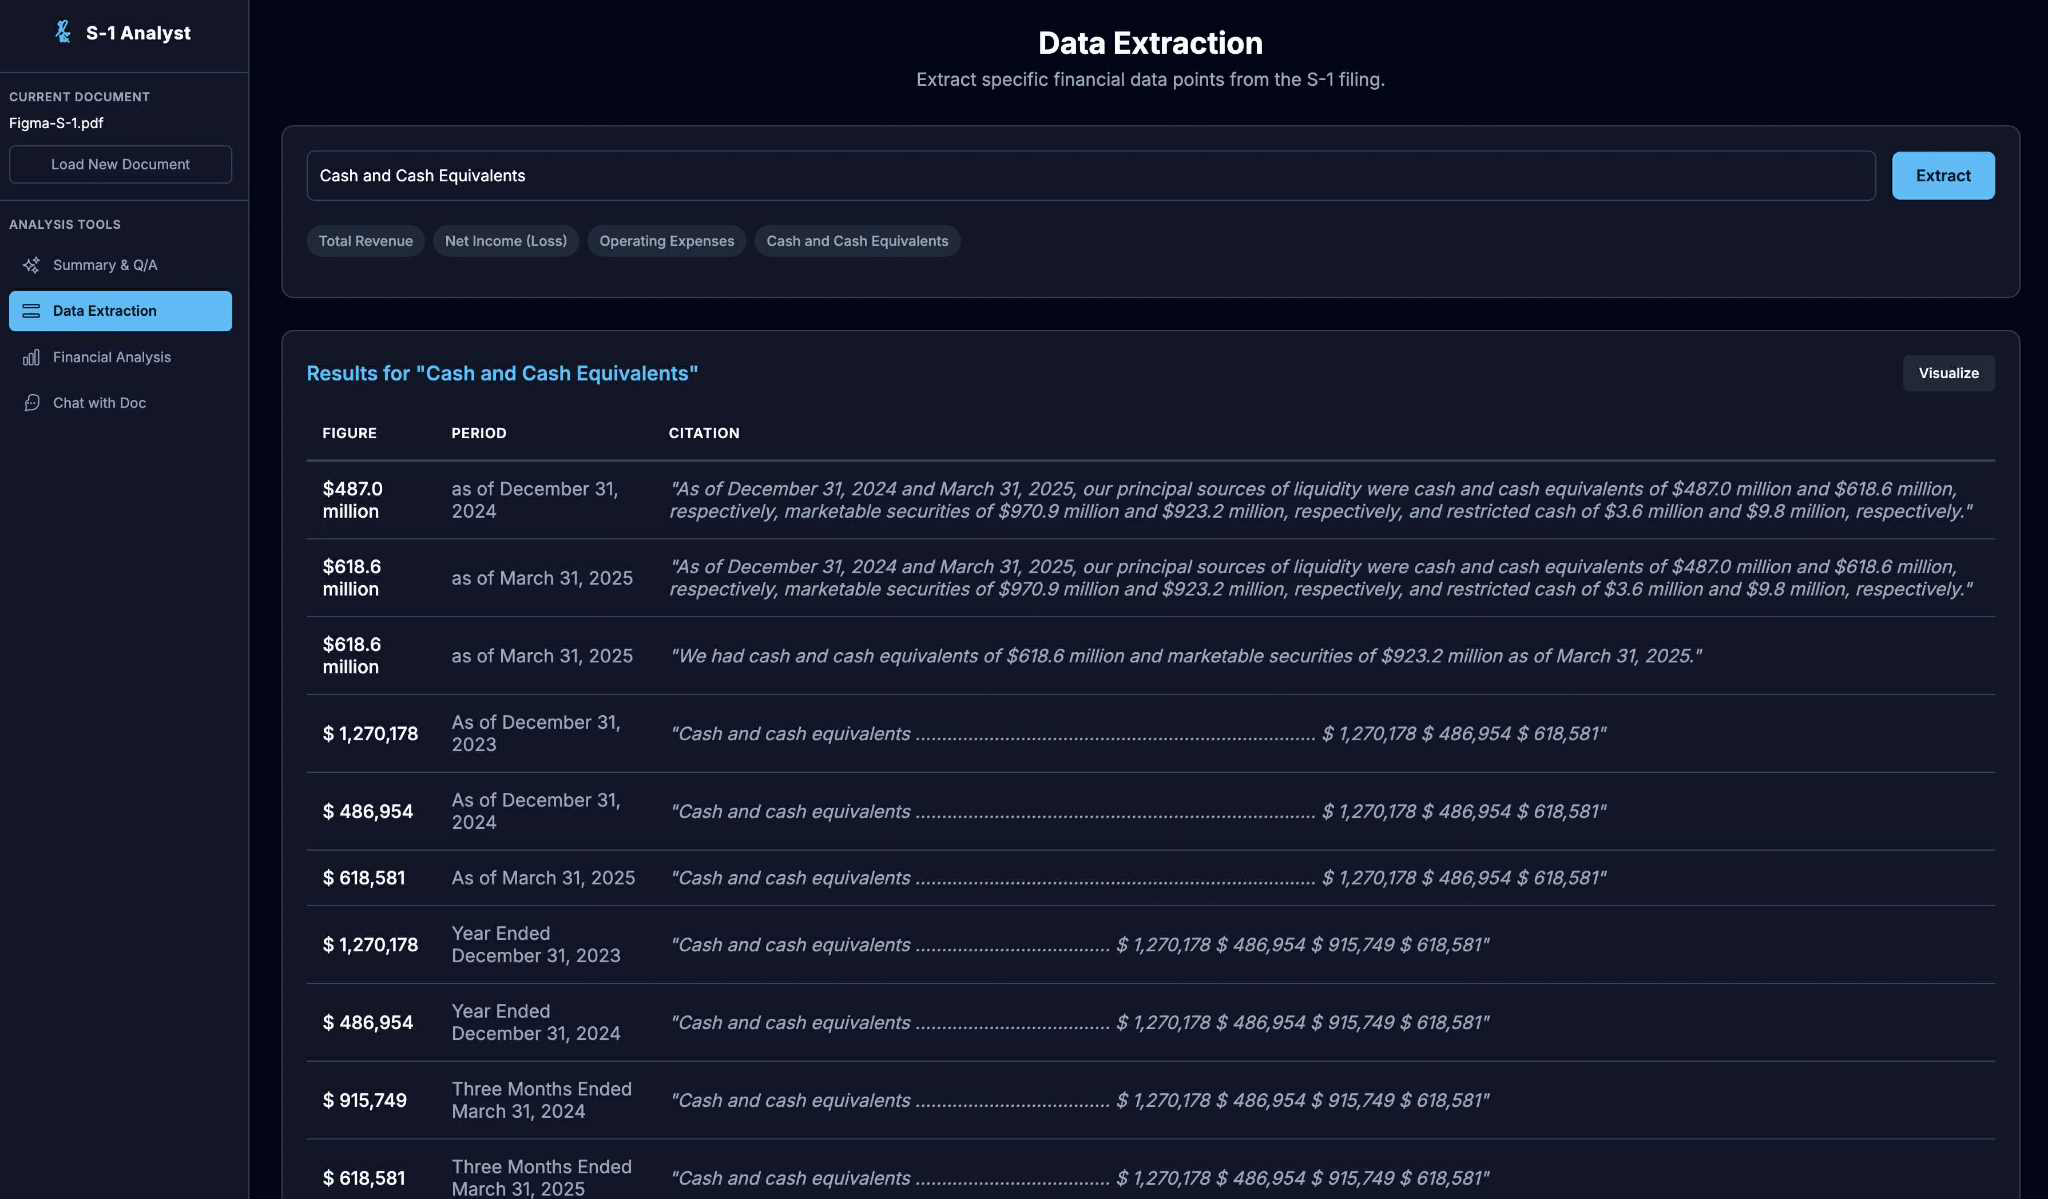 S-1 Analyst
CURRENT DOCUMENT
Figma-S-1.pdf
Load New Document
ANALYSIS TOOLS
Summary & Q/A
Data Extraction
Financial Analysis
Chat with Doc
Data Extraction
Extract specific financial data points from the S-1 filing.
Cash and Cash Equivalents
Extract
Total Revenue
Net Income (Loss)
Operating Expenses
Cash and Cash Equivalents
Results for "Cash and Cash Equivalents"
Visualize
FIGURE PERIOD CITATION
$487.0
million
as of December 31,
2024
"As of December 31, 2024 and March 31, 2025, our principal sources of liquidity were cash and cash equivalents of $487.0 million and $618.6 million,
respectively, marketable securities of $970.9 million and $923.2 million, respectively, and restricted cash of $3.6 million and $9.8 million, respectively."
$618.6
million
as of March 31, 2025
"As of December 31, 2024 and March 31, 2025, our principal sources of liquidity were cash and cash equivalents of $487.0 million and $618.6 million,
respectively, marketable securities of $970.9 million and $923.2 million, respectively, and restricted cash of $3.6 million and $9.8 million, respectively."
$618.6
million
as of March 31, 2025
"We had cash and cash equivalents of $618.6 million and marketable securities of $923.2 million as of March 31, 2025."
$ 1,270,178
As of December 31,
2023
"Cash and cash equivalents ............................................................................ $ 1,270,178 $ 486,954 $ 618,581"
$ 486,954
As of December 31,
2024
"Cash and cash equivalents ............................................................................ $ 1,270,178 $ 486,954 $ 618,581"
$ 618,581
As of March 31, 2025
"Cash and cash equivalents ............................................................................ $ 1,270,178 $ 486,954 $ 618,581"
$ 1,270,178
Year Ended
December 31, 2023
"Cash and cash equivalents ..................................... $ 1,270,178 $ 486,954 $ 915,749 $ 618,581"
$ 486,954
Year Ended
December 31, 2024
"Cash and cash equivalents ..................................... $ 1,270,178 $ 486,954 $ 915,749 $ 618,581"
$ 915,749
Three Months Ended
March 31, 2024
"Cash and cash equivalents ..................................... $ 1,270,178 $ 486,954 $ 915,749 $ 618,581"
$ 618,581
Three Months Ended
March 31, 2025
"Cash and cash equivalents ..................................... $ 1,270,178 $ 486,954 $ 915,749 $ 618,581"